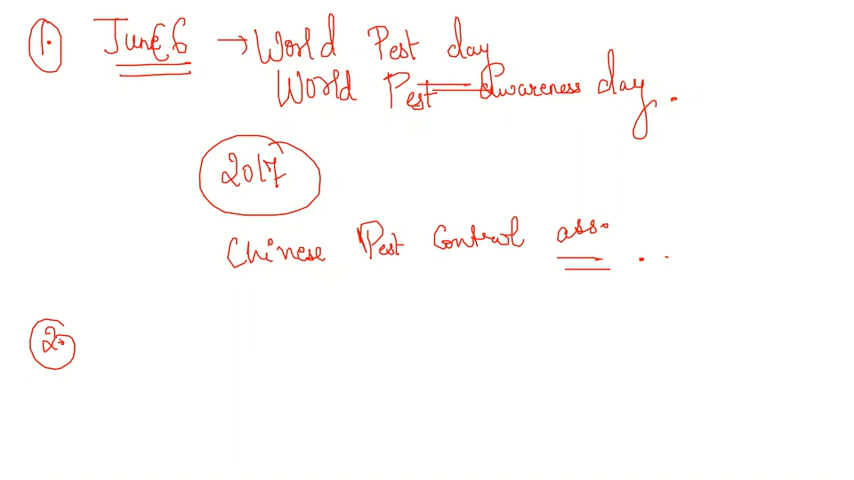 1. June 6 → World Pest day
World Pest Awareness day.
2017
Chinese Pest Control asso. ..
2.